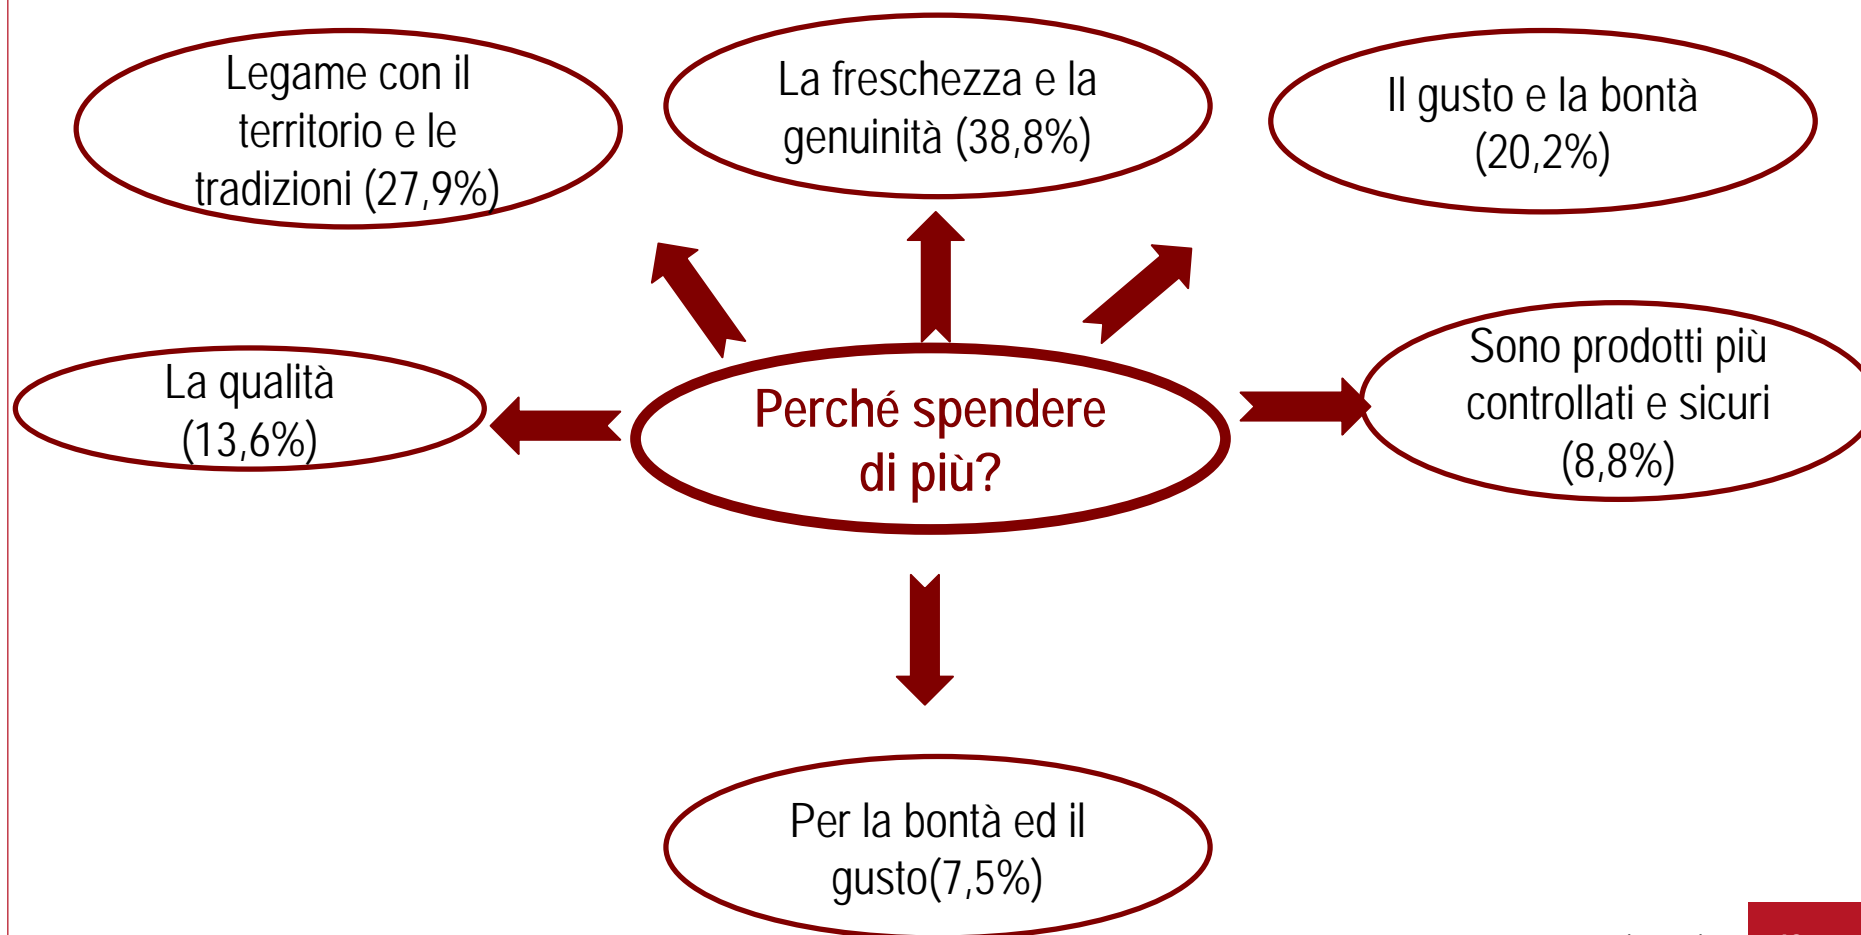 Legame con il
territorio e le
tradizioni (27,9%)
La freschezza e la
genuinità (38,8%)
Il gusto e la bontà
(20,2%)
La qualità
(13,6%)
Perché spendere
di più?
Sono prodotti più
controllati e sicuri
(8,8%)
Per la bontà ed il
gusto(7,5%)